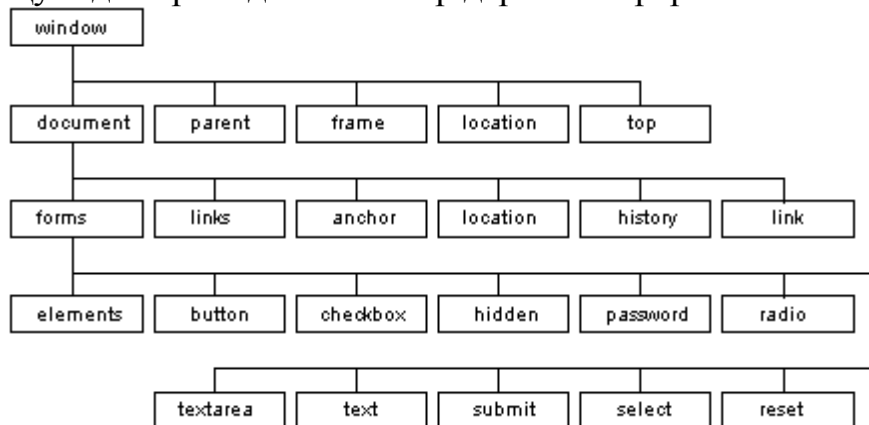 window
document parent frame location top
forms links anchor location history link
elements button checkbox hidden password radio
textarea text submit select reset